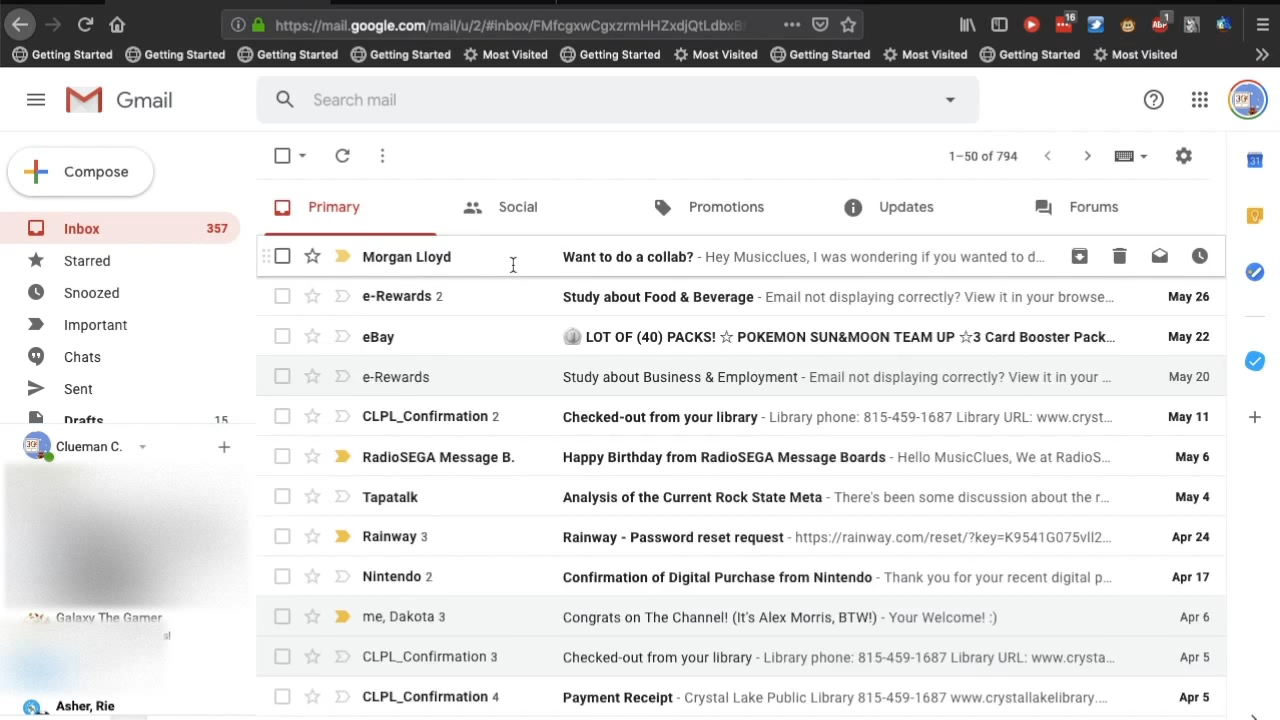 https://mail.google.com/mail/u/2/#inbox/FMfcgxwCgxzrmHHZxdjQtLdbxB
16
1
Getting Started Getting Started Getting Started Getting Started Most Visited Getting Started Most Visited Getting Started Most Visited Getting Started Most Visited
Gmail
Search mail
Compose
1–50 of 794
Primary
Social
Promotions
Updates
Forums
Inbox 357
Starred
Snoozed
Important
Chats
Sent
Drafts 15
Clueman C.
Galaxy The Gamer
Asher, Rie
Morgan Lloyd Want to do a collab? - Hey Musicclues, I was wondering if you wanted to d…
e-Rewards 2 Study about Food & Beverage - Email not displaying correctly? View it in your browse… May 26
eBay LOT OF (40) PACKS! ☆ POKEMON SUN&MOON TEAM UP ☆3 Card Booster Pack… May 22
e-Rewards Study about Business & Employment - Email not displaying correctly? View it in your … May 20
CLPL_Confirmation 2 Checked-out from your library - Library phone: 815-459-1687 Library URL: www.cryst… May 11
RadioSEGA Message B. Happy Birthday from RadioSEGA Message Boards - Hello MusicClues, We at RadioS… May 6
Tapatalk Analysis of the Current Rock State Meta - There's been some discussion about the r… May 4
Rainway 3 Rainway - Password reset request - https://rainway.com/reset/?key=K9541G075vll2… Apr 24
Nintendo 2 Confirmation of Digital Purchase from Nintendo - Thank you for your recent digital p… Apr 17
me, Dakota 3 Congrats on The Channel! (It's Alex Morris, BTW!) - Your Welcome! :) Apr 6
CLPL_Confirmation 3 Checked-out from your library - Library phone: 815-459-1687 Library URL: www.crysta… Apr 5
CLPL_Confirmation 4 Payment Receipt - Crystal Lake Public Library 815-459-1687 www.crystallakelibrary.… Apr 5
31